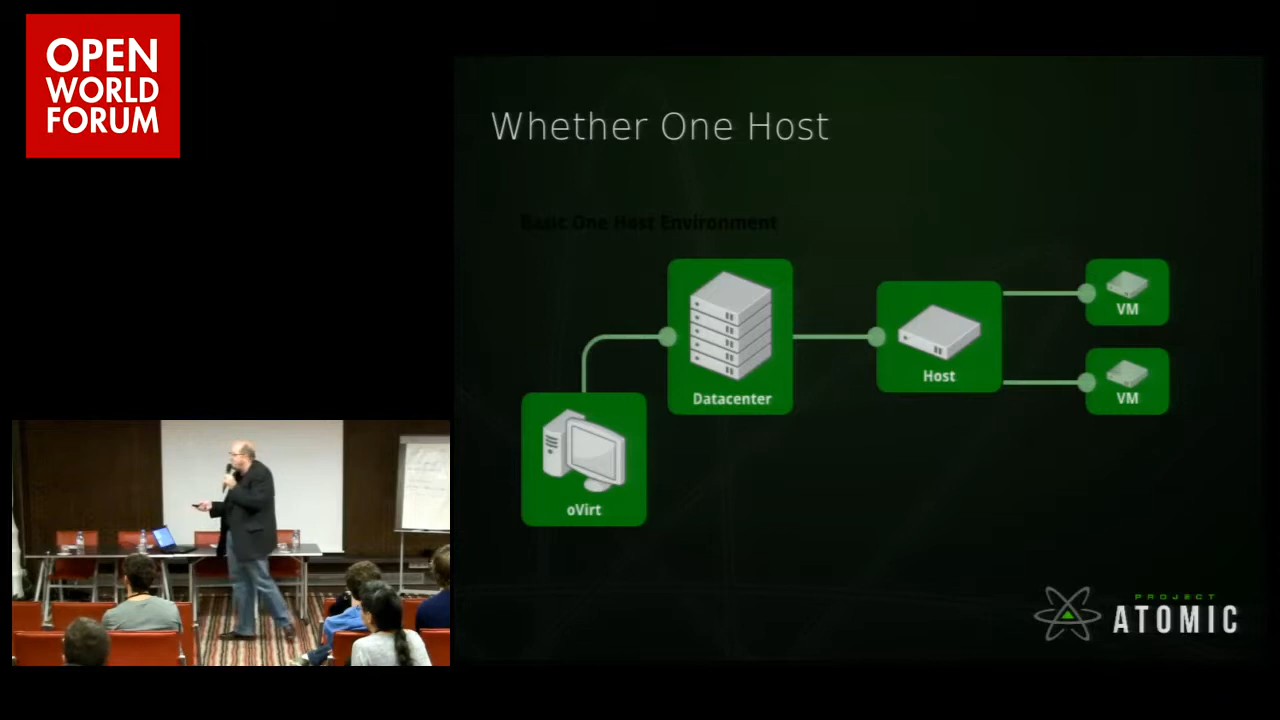 OPEN
WORLD
FORUM
Whether One Host
Basic One Host Environment
Datacenter
Host
VM
VM
oVirt
PROJECT
ATOMIC